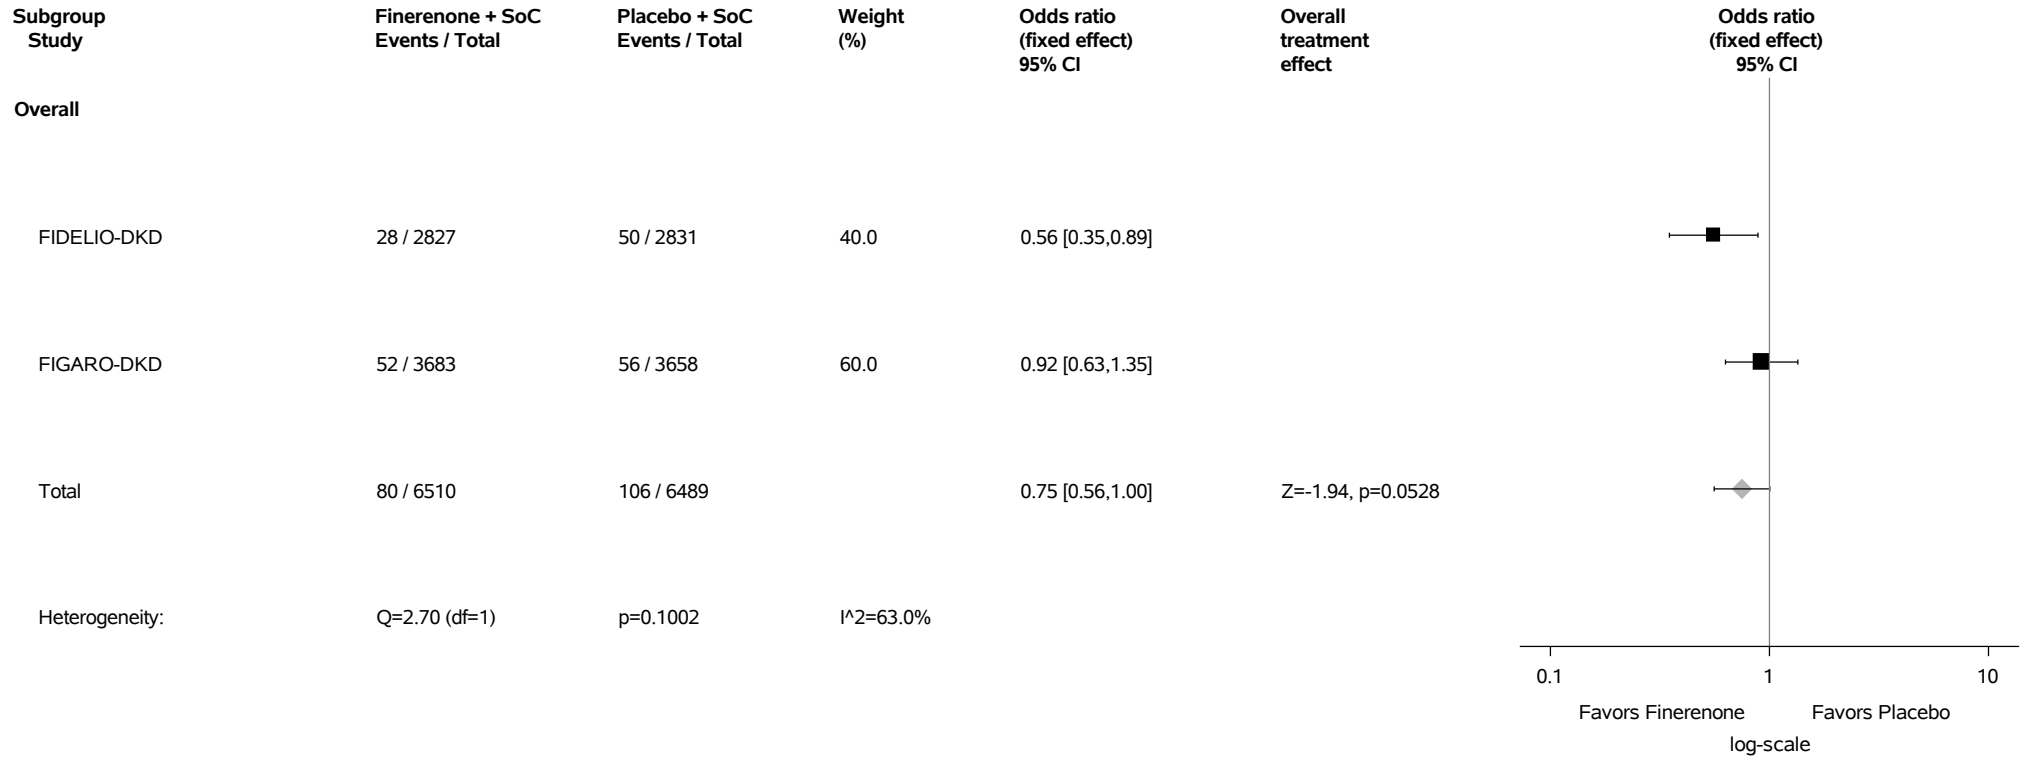 Subgroup Finerenone + SoC Placebo + SoC Weight Odds ratio Overall Odds ratio
Study Events / Total Events / Total (%) (fixed effect) treatment (fixed effect)
95% CI effect 95% CI
Overall
FIDELIO-DKD 28 / 2827 50 / 2831 40.0 0.56 [0.35,0.89]
FIGARO-DKD 52 / 3683 56 / 3658 60.0 0.92 [0.63,1.35]
Total 80 / 6510 106 / 6489 0.75 [0.56,1.00] Z=-1.94, p=0.0528
Heterogeneity: Q=2.70 (df=1) p=0.1002 I^2=63.0%
0.1 1 10
Favors Finerenone Favors Placebo
log-scale